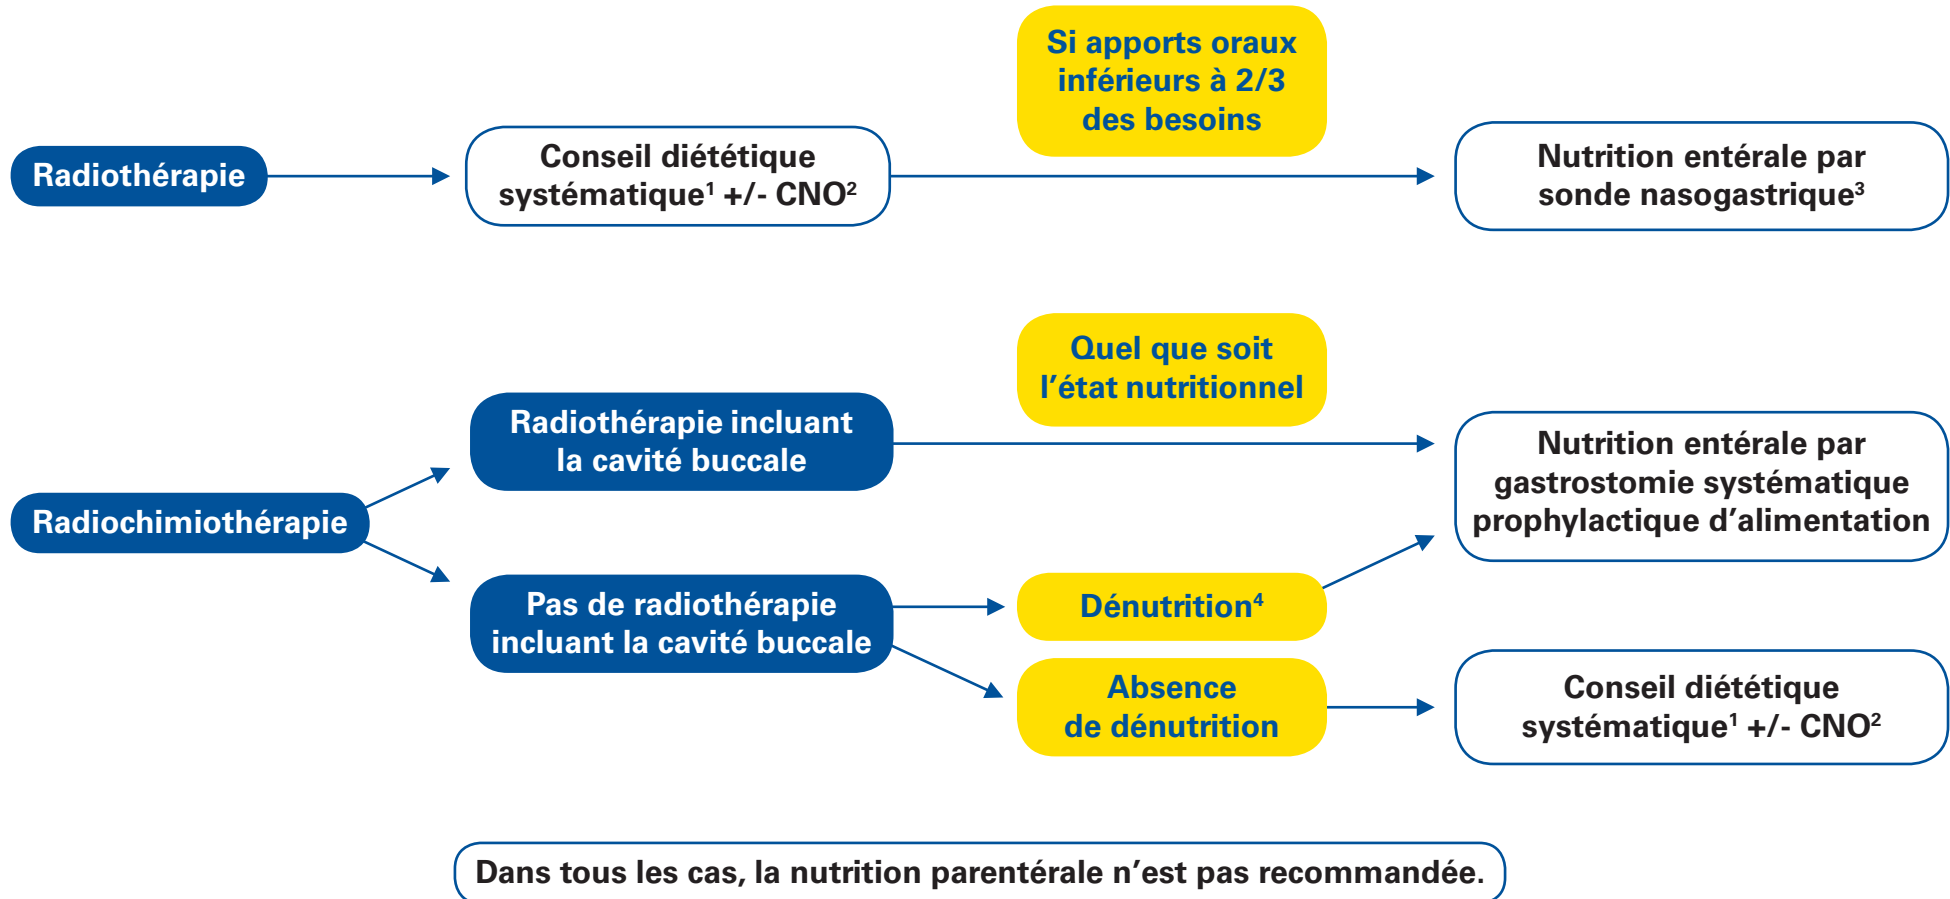 Si apports oraux
inférieurs à 2/3
des besoins
Radiothérapie
Conseil diététique
systématique¹ +/- CNO²
Nutrition entérale par
sonde nasogastrique³
Quel que soit
l’état nutritionnel
Radiothérapie incluant
la cavité buccale
Nutrition entérale par
gastrostomie systématique
prophylactique d’alimentation
Radiochimiothérapie
Pas de radiothérapie
incluant la cavité buccale
Dénutrition⁴
Absence
de dénutrition
Conseil diététique
systématique¹ +/- CNO²
Dans tous les cas, la nutrition parentérale n’est pas recommandée.